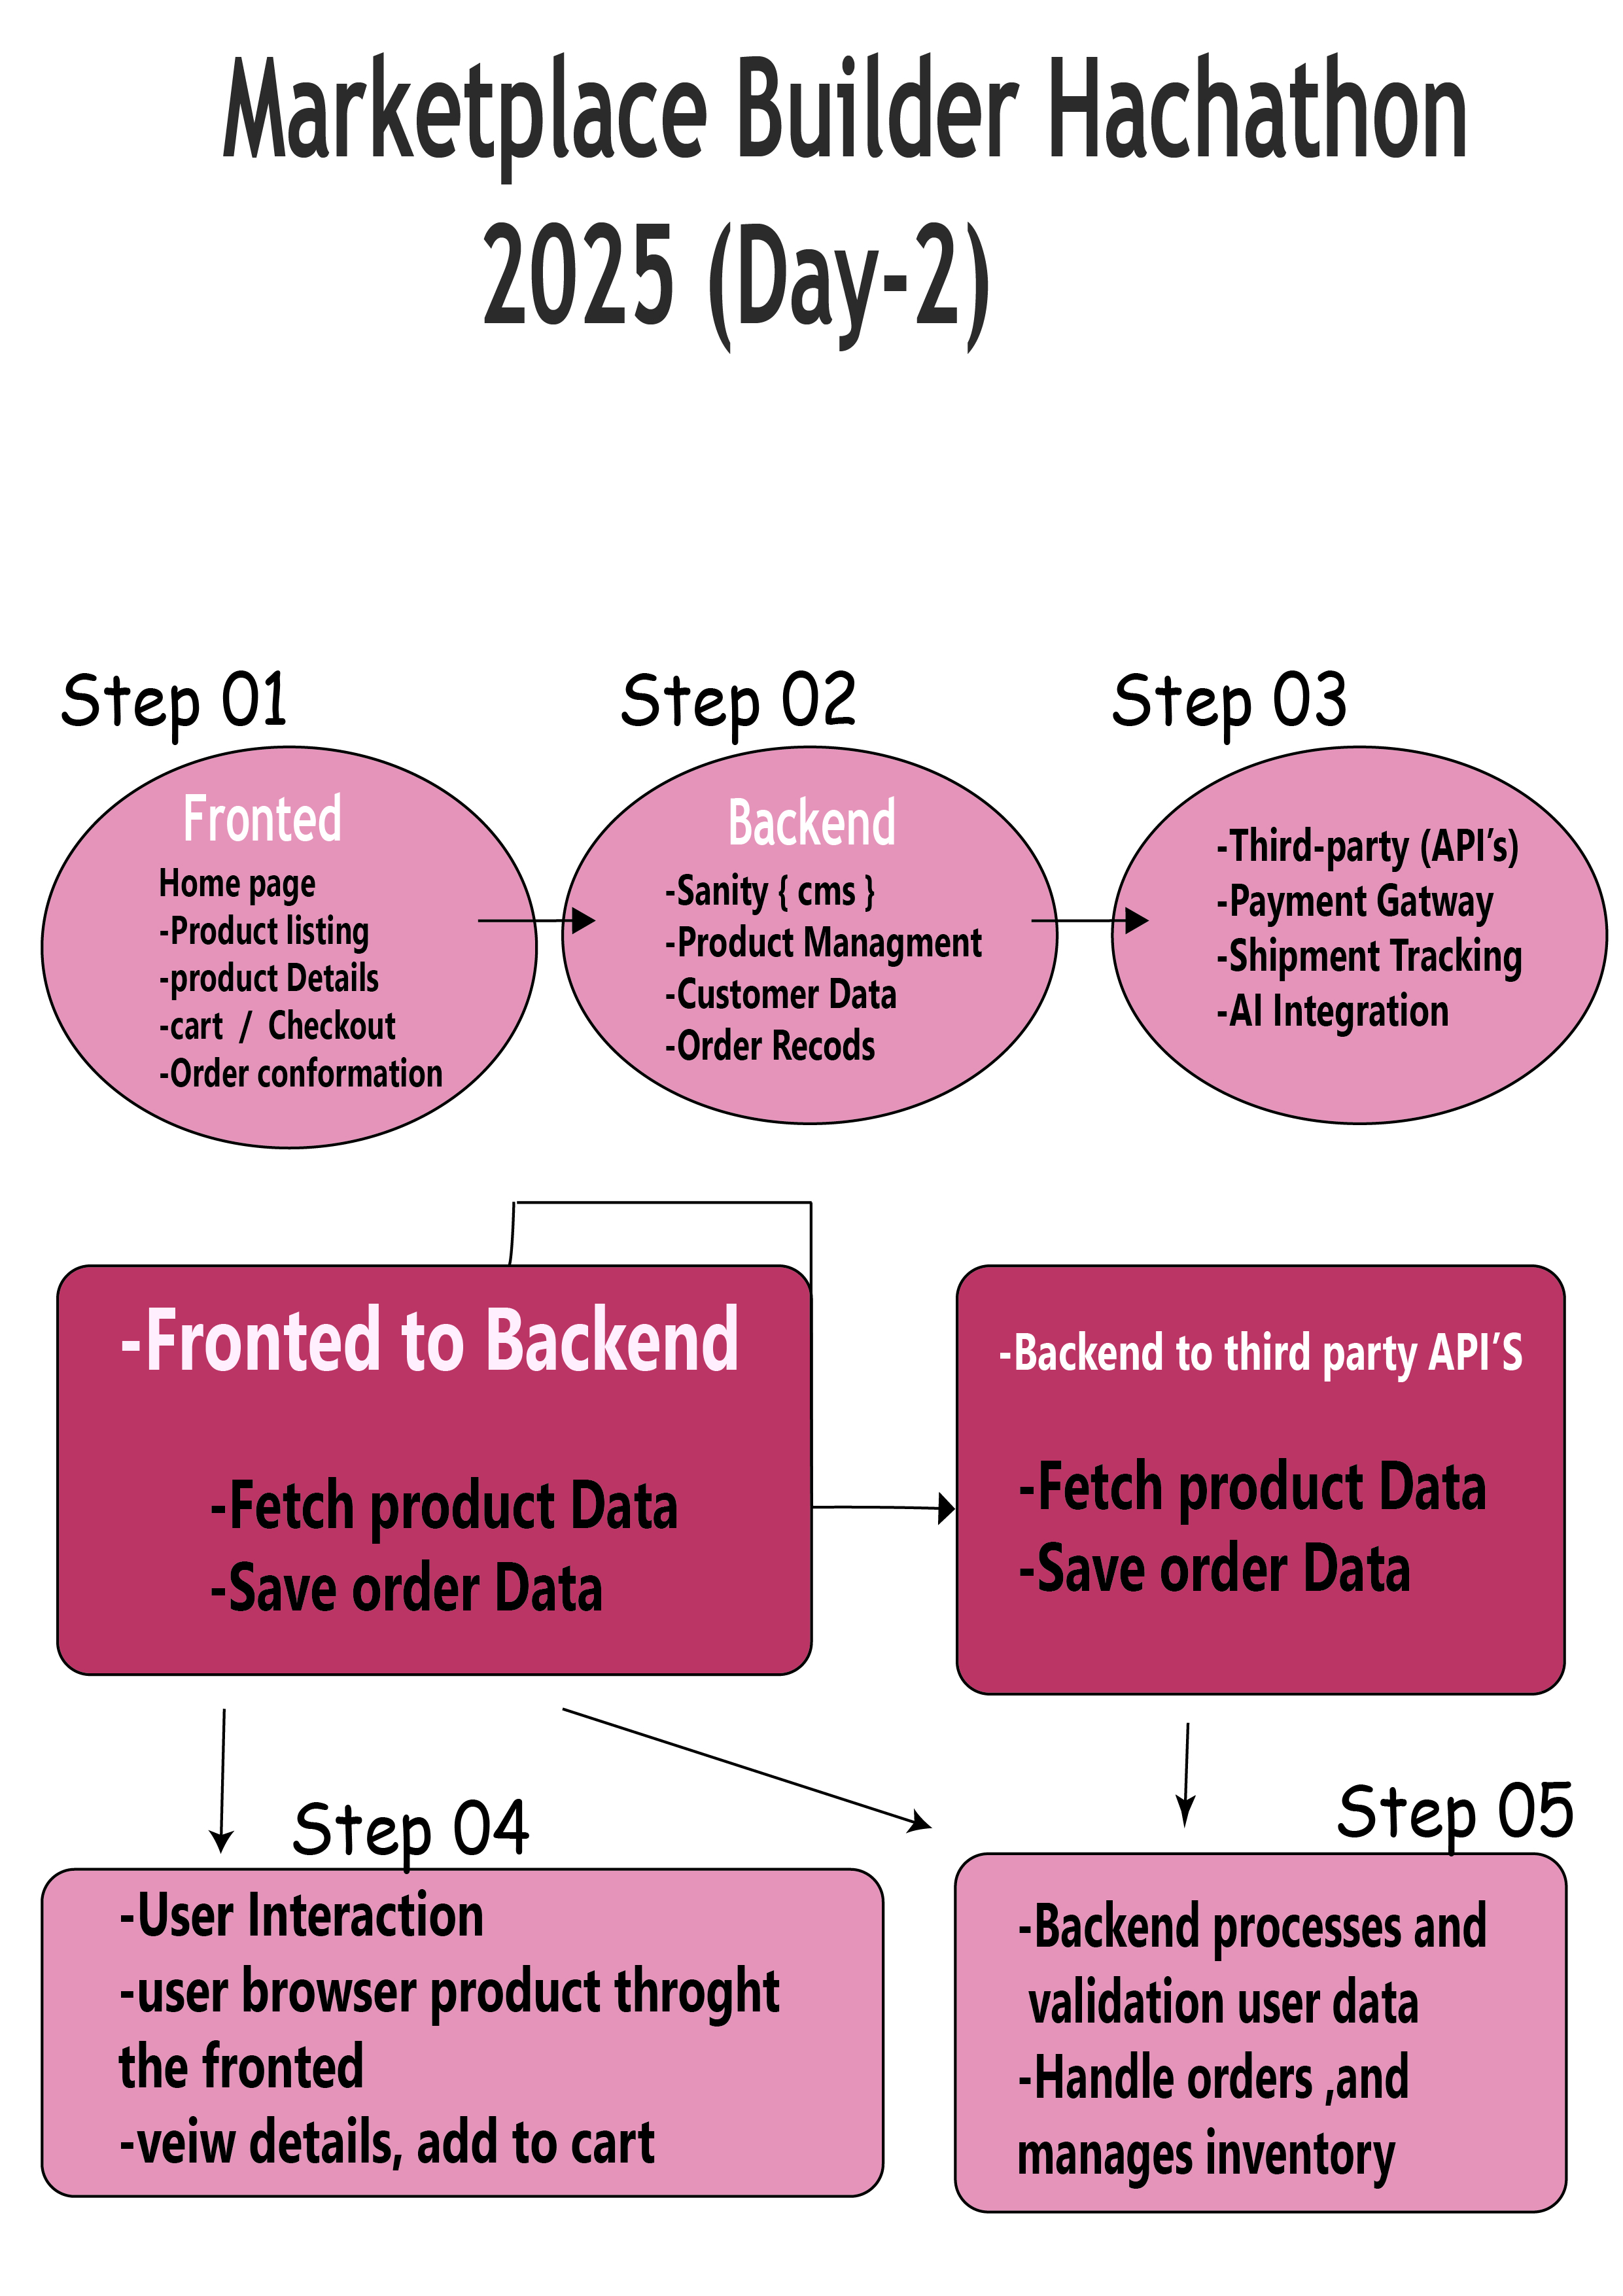 Marketplace Builder Hachathon
2025 (Day-2)
Step 01
Fronted
Home page
-Product listing
-product Details
-cart / Checkout
-Order conformation
Step 02
Backend
-Sanity { cms }
-Product Managment
-Customer Data
-Order Recods
Step 03
-Third-party (API’s)
-Payment Gatway
-Shipment Tracking
-AI Integration
-Fronted to Backend
-Fetch product Data
-Save order Data
-Backend to third party API’S
-Fetch product Data
-Save order Data
Step 04
-User Interaction
-user browser product throght
the fronted
-veiw details, add to cart
Step 05
-Backend processes and
validation user data
-Handle orders ,and
manages inventory